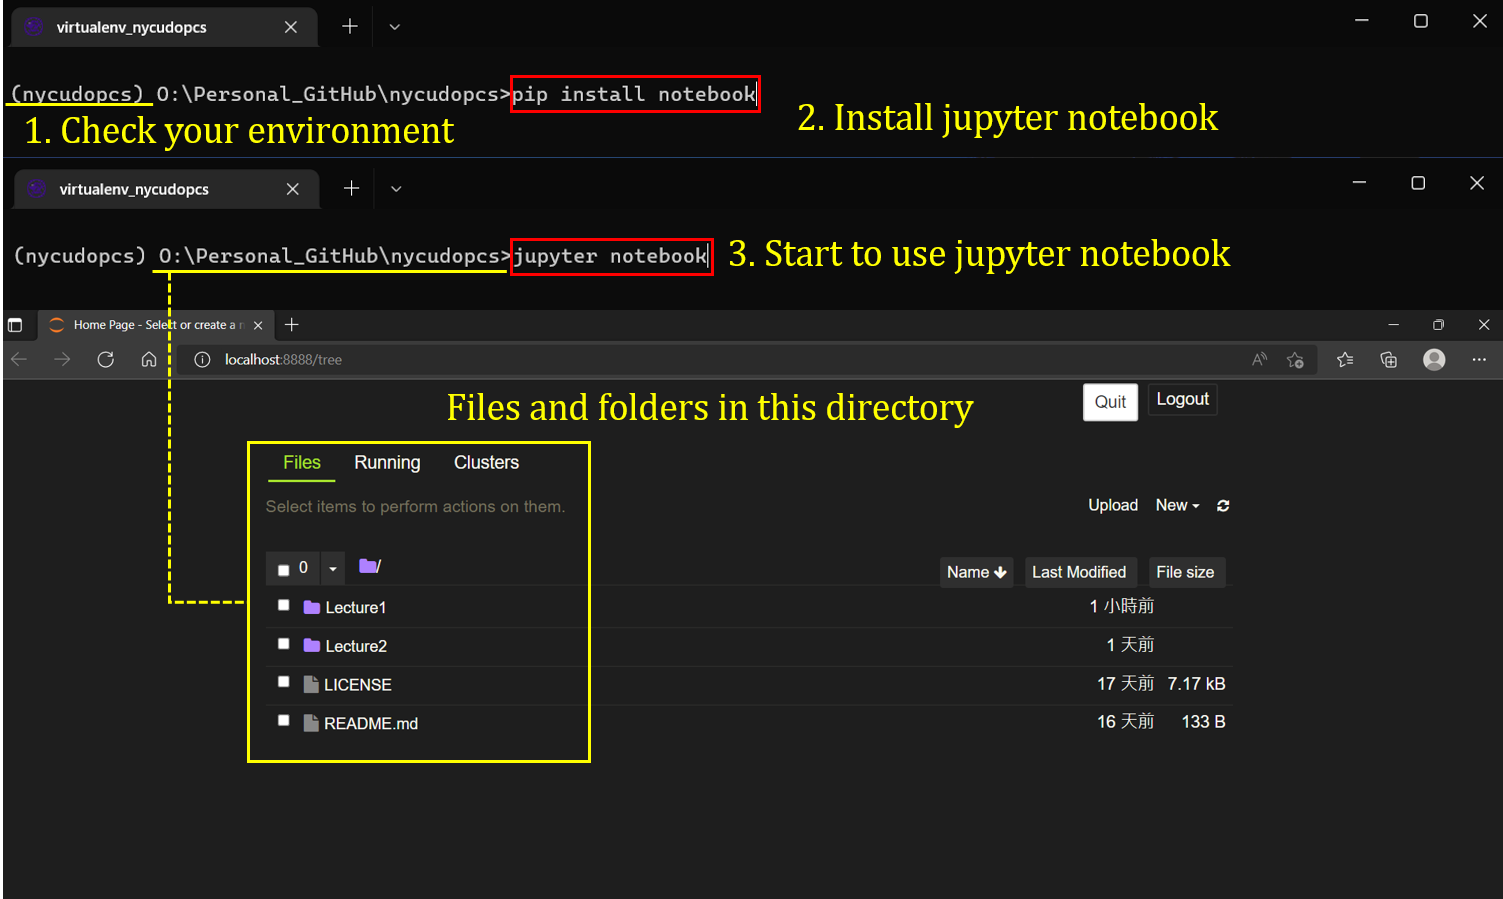 virtualenv_nycudopcs
(nycudopcs) O:\Personal_GitHub\nycudopcs>pip install notebook
1. Check your environment
2. Install jupyter notebook
virtualenv_nycudopcs
(nycudopcs) O:\Personal_GitHub\nycudopcs>jupyter notebook
3. Start to use jupyter notebook
Home Page - Select or create a n
localhost:8888/tree
Files and folders in this directory
Quit
Logout
Files Running Clusters
Select items to perform actions on them.
Upload New
0 /
Name Last Modified File size
Lecture1 1 小時前
Lecture2 1 天前
LICENSE 17 天前 7.17 kB
README.md 16 天前 133 B